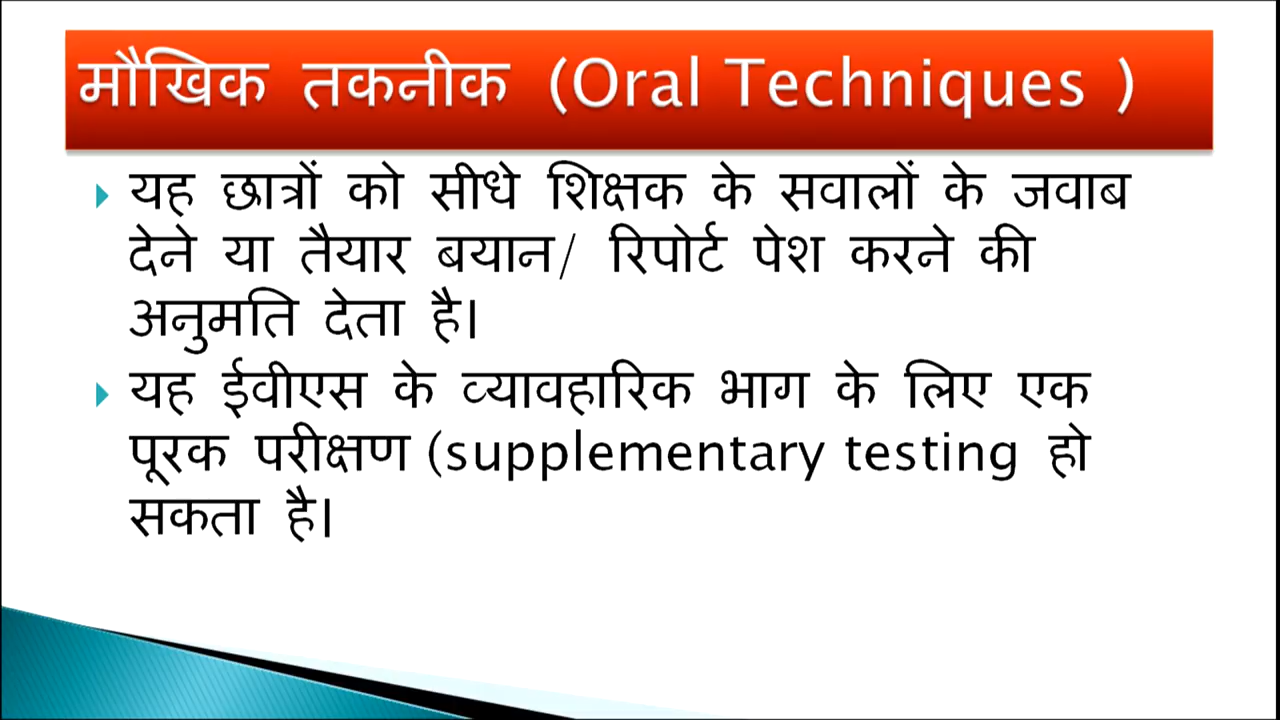 मौखिक तकनीक (Oral Techniques )
यह छात्रों को सीधे शिक्षक के सवालों के जवाब
देने या तैयार बयान/ रिपोर्ट पेश करने की
अनुमति देता है।
यह ईवीएस के व्यावहारिक भाग के लिए एक
पूरक परीक्षण (supplementary testing हो
सकता है।